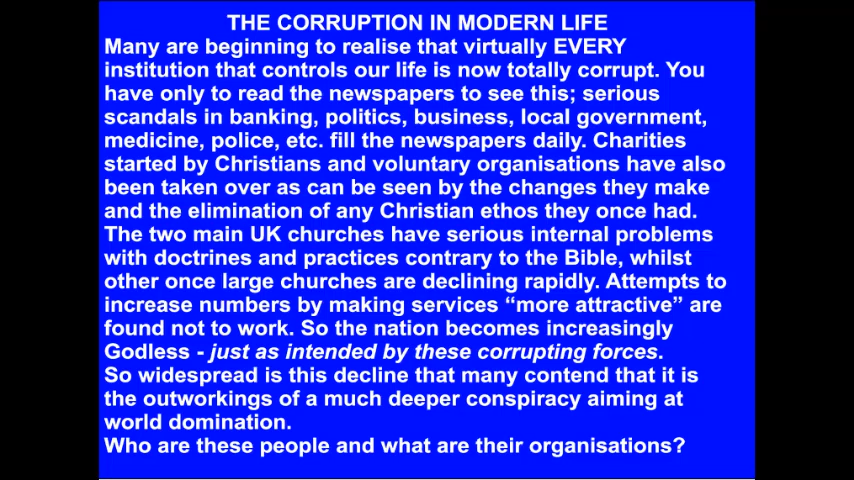 THE CORRUPTION IN MODERN LIFE
Many are beginning to realise that virtually EVERY
institution that controls our life is now totally corrupt. You
have only to read the newspapers to see this; serious
scandals in banking, politics, business, local government,
medicine, police, etc. fill the newspapers daily. Charities
started by Christians and voluntary organisations have also
been taken over as can be seen by the changes they make
and the elimination of any Christian ethos they once had.
The two main UK churches have serious internal problems
with doctrines and practices contrary to the Bible, whilst
other once large churches are declining rapidly. Attempts to
increase numbers by making services “more attractive” are
found not to work. So the nation becomes increasingly
Godless - just as intended by these corrupting forces.
So widespread is this decline that many contend that it is
the outworkings of a much deeper conspiracy aiming at
world domination.
Who are these people and what are their organisations?